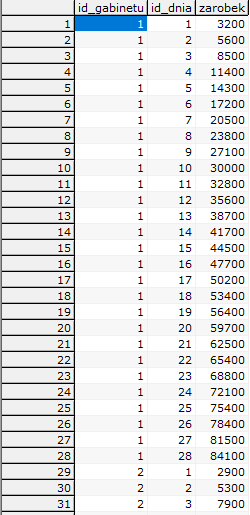 id_gabinetu id_dnia zarobek
1 1 1 3200
2 1 2 5600
3 1 3 8500
4 1 4 11400
5 1 5 14300
6 1 6 17200
7 1 7 20500
8 1 8 23800
9 1 9 27100
10 1 10 30000
11 1 11 32800
12 1 12 35600
13 1 13 38700
14 1 14 41700
15 1 15 44500
16 1 16 47700
17 1 17 50200
18 1 18 53400
19 1 19 56400
20 1 20 59700
21 1 21 62500
22 1 22 65400
23 1 23 68800
24 1 24 72100
25 1 25 75400
26 1 26 78400
27 1 27 81500
28 1 28 84100
29 2 1 2900
30 2 2 5300
31 2 3 7900